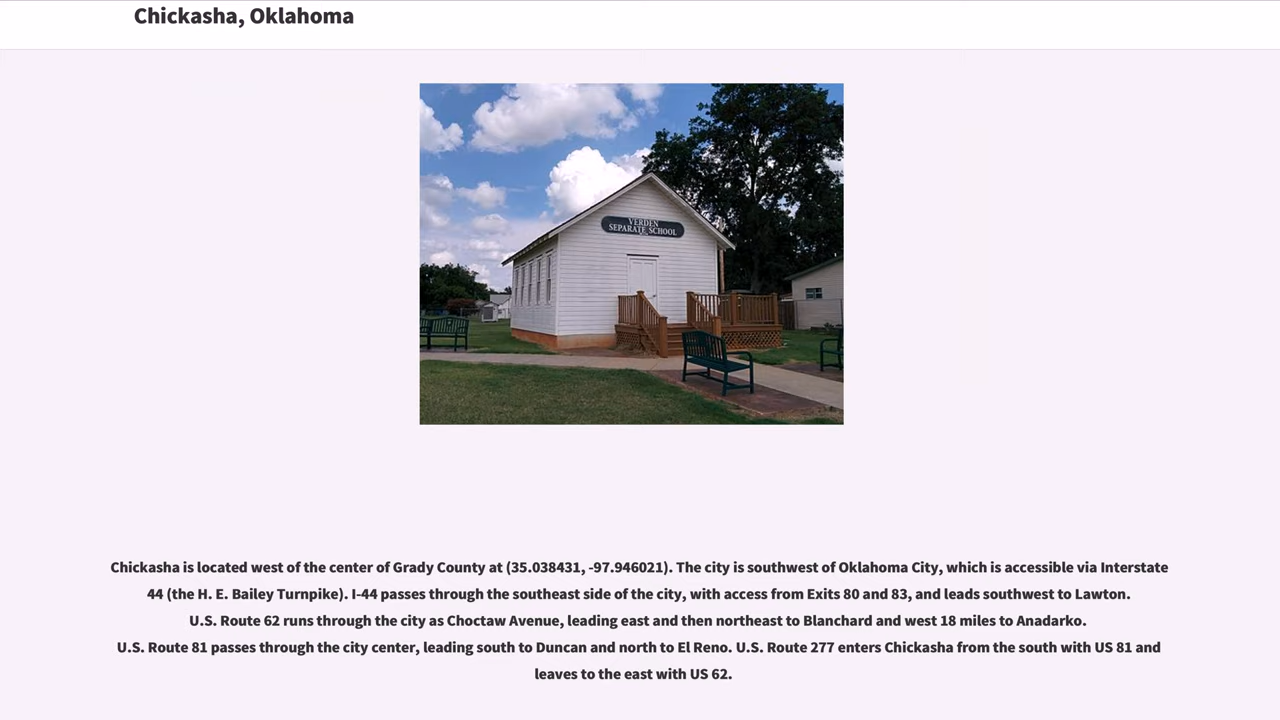 Chickasha, Oklahoma
VERDEN
SEPARATE SCHOOL
Chickasha is located west of the center of Grady County at (35.038431, -97.946021). The city is southwest of Oklahoma City, which is accessible via Interstate
44 (the H. E. Bailey Turnpike). I-44 passes through the southeast side of the city, with access from Exits 80 and 83, and leads southwest to Lawton.
U.S. Route 62 runs through the city as Choctaw Avenue, leading east and then northeast to Blanchard and west 18 miles to Anadarko.
U.S. Route 81 passes through the city center, leading south to Duncan and north to El Reno. U.S. Route 277 enters Chickasha from the south with US 81 and
leaves to the east with US 62.